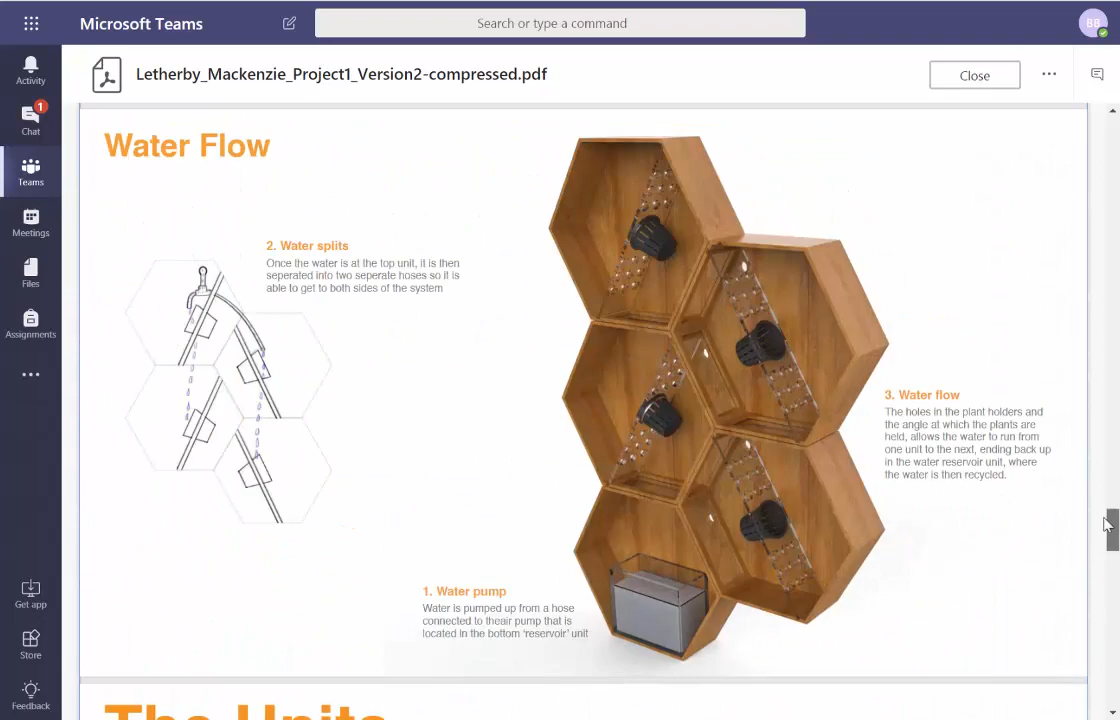 Microsoft Teams
Search or type a command
BB
Activity
Letherby_Mackenzie_Project1_Version2-compressed.pdf
Close
1
Chat
Teams
Meetings
Files
Assignments
Get app
Store
Feedback
Water Flow
2. Water splits
Once the water is at the top unit, it is then
seperated into two seperate hoses so it is
able to get to both sides of the system
3. Water flow
The holes in the plant holders and
the angle at which the plants are
held, allows the water to run from
one unit to the next, ending back up
in the water reservoir unit, where
the water is then recycled.
1. Water pump
Water is pumped up from a hose
connected to theair pump that is
located in the bottom 'reservoir' unit
The Units